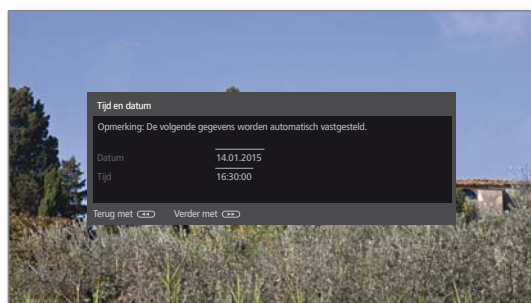 Tijd en datum
Opmerking: De volgende gegevens worden automatisch vastgesteld.
Datum 14.01.2015
Tijd 16:30:00
Terug met Verder met